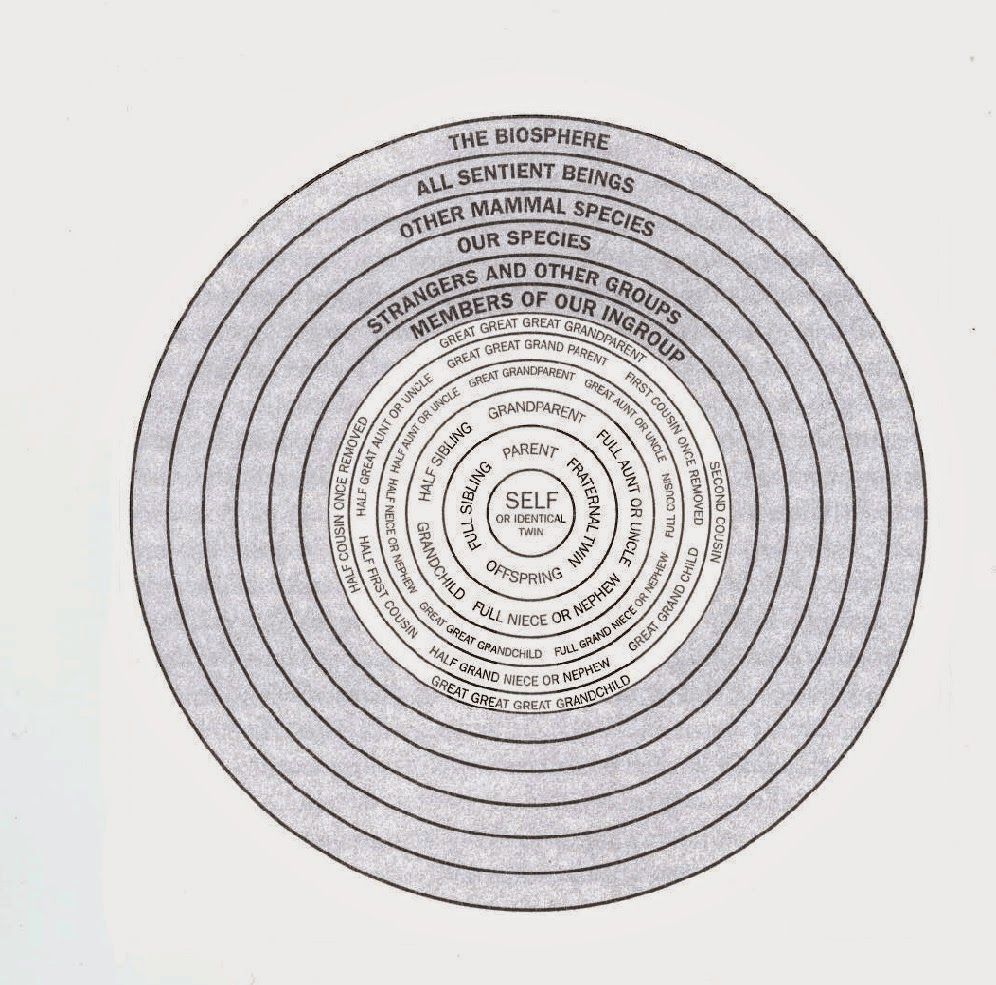 THE BIOSPHERE
ALL SENTIENT BEINGS
OTHER MAMMAL SPECIES
OUR SPECIES
STRANGERS AND OTHER GROUPS
MEMBERS OF OUR INGROUP
GREAT GREAT GREAT GRANDPARENT
SECOND COUSIN
GREAT GREAT GREAT GRANDCHILD
HALF COUSIN ONCE REMOVED
GREAT GREAT GRAND PARENT
FIRST COUSIN ONCE REMOVED
GREAT GRAND CHILD
HALF GRAND NIECE OR NEPHEW
HALF FIRST COUSIN
HALF GREAT AUNT OR UNCLE
GREAT GRANDPARENT
GREAT AUNT OR UNCLE
FULL COUSIN
FULL GRAND NIECE OR NEPHEW
GREAT GREAT GRANDCHILD
HALF NEICE OR NEPHEW
HALF AUNT OR UNCLE
GRANDPARENT
FULL AUNT OR UNCLE
FULL NIECE OR NEPHEW
GRANDCHILD
HALF SIBLING
PARENT
FRATERNAL TWIN
OFFSPRING
FULL SIBLING
SELF
OR IDENTICAL
TWIN